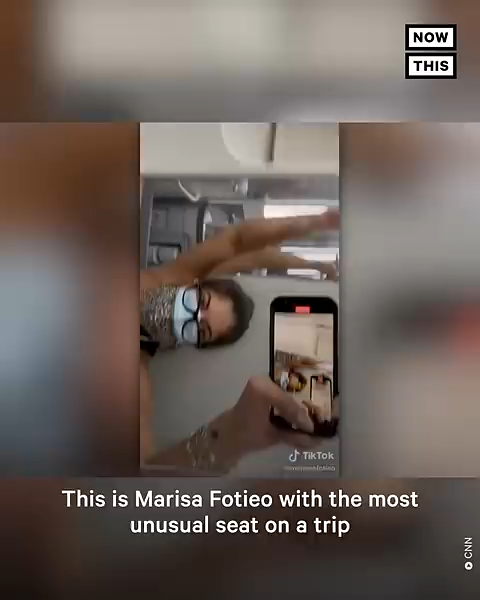 NOW
THIS
TikTok
This is Marisa Fotieo with the most
unusual seat on a trip
© CNN